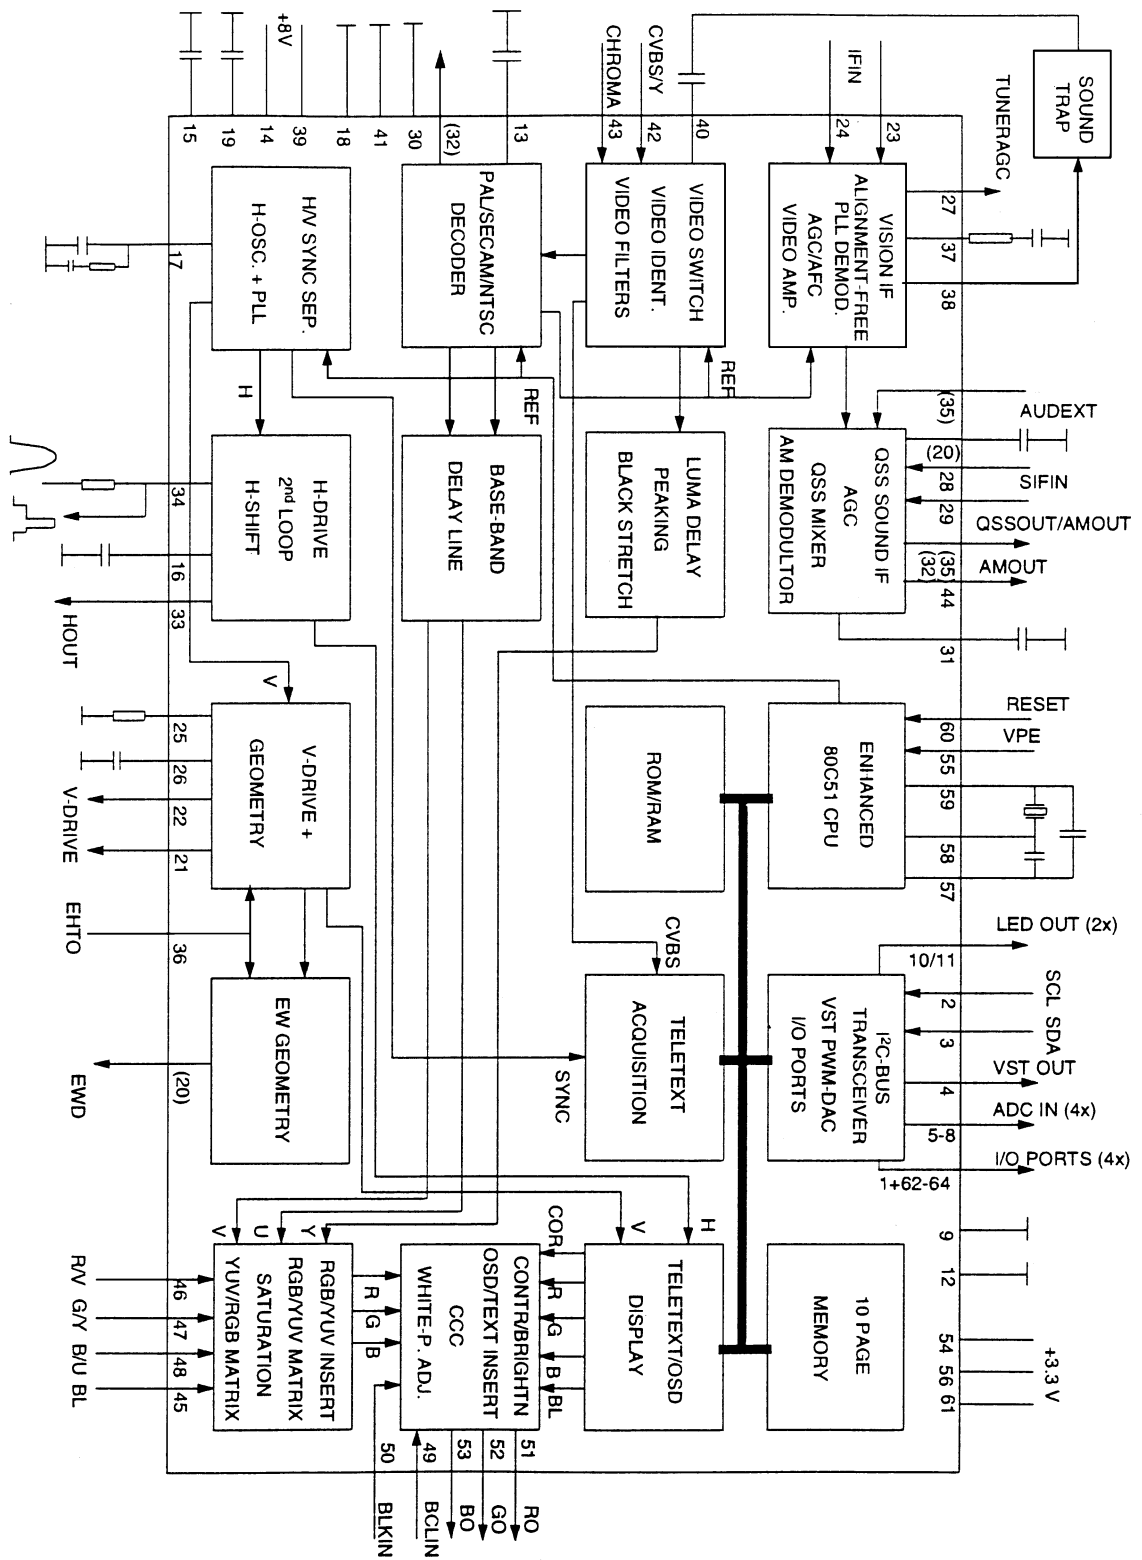 SOUND
TRAP
IFIN
CVBS/Y
CHROMA
+8V
TUNERAGC
23
24
40
42
43
13
(32)
30
41
18
39
14
19
15
27
37
38
VISION IF
ALIGNMENT-FREE
PLL DEMOD.
AGC/AFC
VIDEO AMP.
VIDEO SWITCH
VIDEO IDENT.
VIDEO FILTERS
PAL/SECAM/NTSC
DECODER
H/V SYNC SEP.
H-OSC. + PLL
17
REF
REF
H
AUDEXT
(35)
(20)
SIFIN
28
29
QSSOUT/AMOUT
(35)
(32)
AMOUT
44
31
QSS SOUND IF
AGC
QSS MIXER
AM DEMODULTOR
LUMA DELAY
PEAKING
BLACK STRETCH
BASE-BAND
DELAY LINE
H-DRIVE
2nd LOOP
H-SHIFT
34
16
33
HOUT
V
RESET
VPE
60
55
59
58
57
ENHANCED
80C51 CPU
ROM/RAM
V-DRIVE +
GEOMETRY
25
26
22
21
V-DRIVE
EHTO
36
LED OUT (2x)
10/11
SCL
2
SDA
3
VST OUT
4
ADC IN (4x)
5-8
I/O PORTS (4x)
1+62-64
I²C-BUS
TRANSCEIVER
VST PWM-DAC
I/O PORTS
CVBS
TELETEXT
ACQUISITION
SYNC
EW GEOMETRY
(20)
EWD
9
12
54
56
61
+3.3 V
10 PAGE
MEMORY
H
V
TELETEXT/OSD
DISPLAY
COR
R
G
B
BL
CONTR/BRIGHTN
OSD/TEXT INSERT
CCC
WHITE-P. ADJ.
R
G
B
Y
U
V
RGB/YUV INSERT
RGB/YUV MATRIX
SATURATION
YUV/RGB MATRIX
R/V
G/Y
B/U
BL
46
47
48
45
51
52
53
49
50
RO
GO
BO
BCLIN
BLKIN